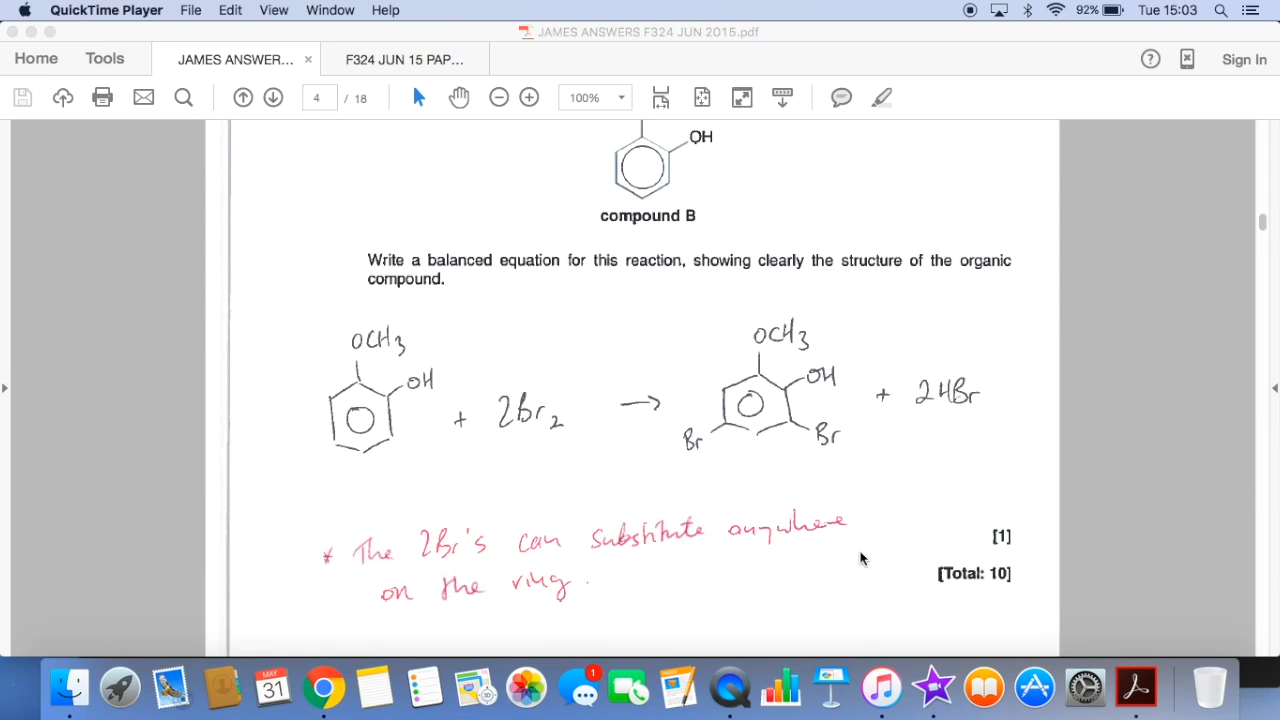 QuickTime Player File Edit View Window Help 92% Tue 15:03
JAMES ANSWERS F324 JUN 2015.pdf
Home Tools JAMES ANSWER... × F324 JUN 15 PAP... ? Sign In
4 / 18 100%
OH
compound B
Write a balanced equation for this reaction, showing clearly the structure of the organic
compound.
OCH3 OCH3
OH OH
+ 2Br2 → + 2HBr
Br Br
* The 2Br's can substitute anywhere
on the ring.
[1]
[Total: 10]
MAY
31
1
3D